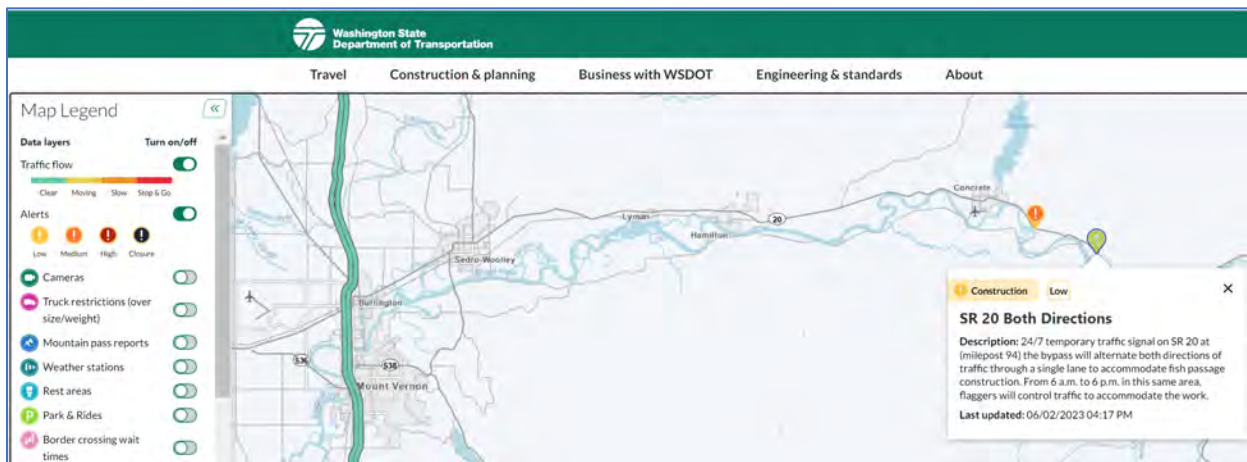 Washington State
Department of Transportation
Travel Construction & planning Business with WSDOT Engineering & standards About
Map Legend
«
Data layers Turn on/off
Traffic flow
Clear Moving Slow Stop & Go
Alerts
Low Medium High Closure
Cameras
Truck restrictions (over
size/weight)
Mountain pass reports
Weather stations
Rest areas
P Park & Rides
Border crossing wait
times
Concrete
Lyman
20
Hamilton
Sedro-Woolley
Burlington
536
538
Mount Vernon
Construction Low
SR 20 Both Directions
Description: 24/7 temporary traffic signal on SR 20 at
(milepost 94) the bypass will alternate both directions of
traffic through a single lane to accommodate fish passage
construction. From 6 a.m. to 6 p.m. in this same area,
flaggers will control traffic to accommodate the work.
Last updated: 06/02/2023 04:17 PM